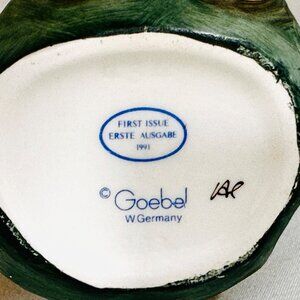 FIRST ISSUE
ERSTE AUSGABE
1991
© Goebel
W.Germany